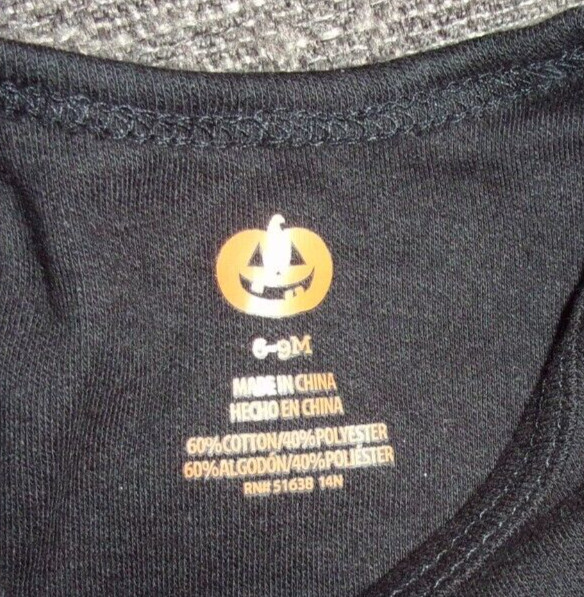 6-9M
MADE IN CHINA
HECHO EN CHINA
60%COTTON/40%POLYESTER
60%ALGODÓN/40%POLIÉSTER
RN# 51638 14N